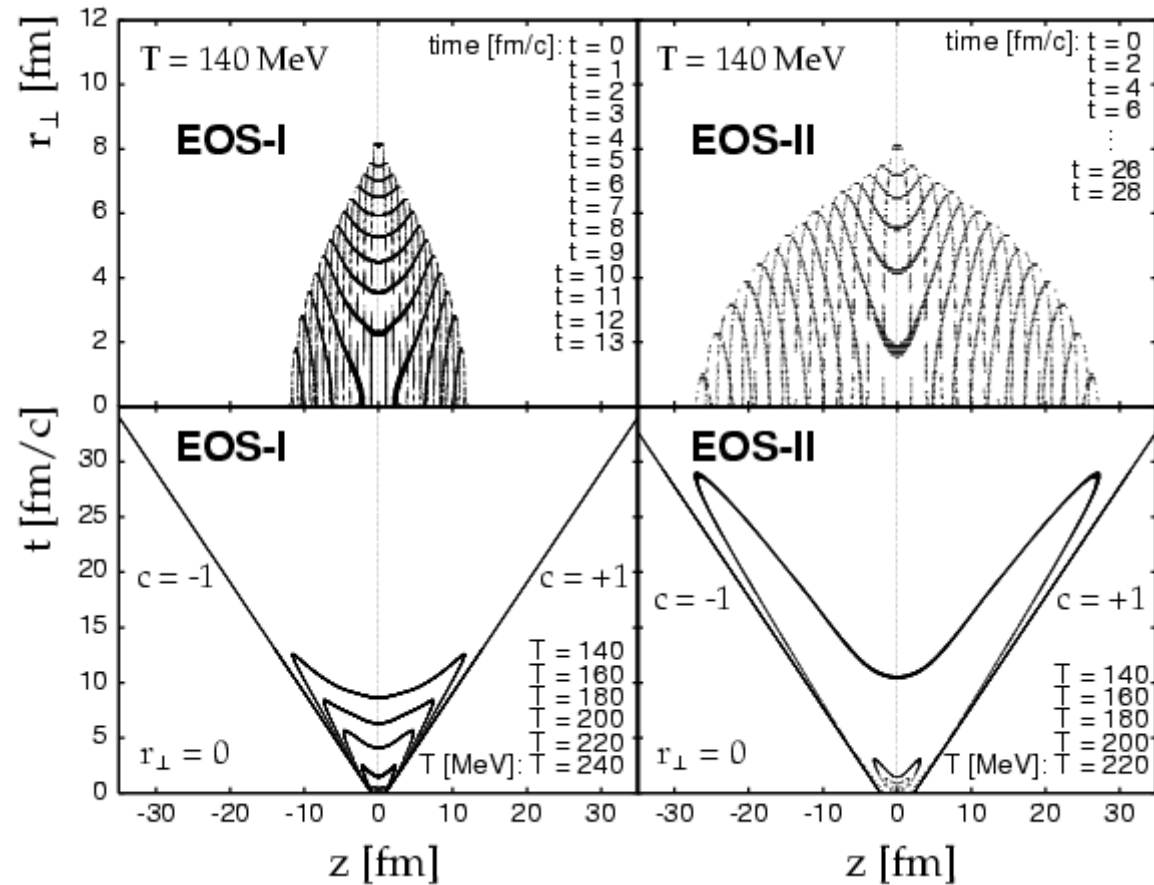 12
10
8
6
4
2
0
r⊥ [fm]
T = 140 MeV
EOS-I
time [fm/c]: t = 0
t = 1
t = 2
t = 3
t = 4
t = 5
t = 6
t = 7
t = 8
t = 9
t = 10
t = 11
t = 12
t = 13
T = 140 MeV
EOS-II
time [fm/c]: t = 0
t = 2
t = 4
t = 6
:
t = 26
t = 28
30
25
20
15
10
5
0
t [fm/c]
EOS-I
c = -1
c = +1
r⊥ = 0
T = 140
T = 160
T = 180
T = 200
T = 220
T [MeV]: T = 240
EOS-II
c = -1
c = +1
r⊥ = 0
T = 140
T = 160
T = 180
T = 200
T [MeV]: T = 220
-30 -20 -10 0 10 20 30
-30 -20 -10 0 10 20 30
z [fm]
z [fm]